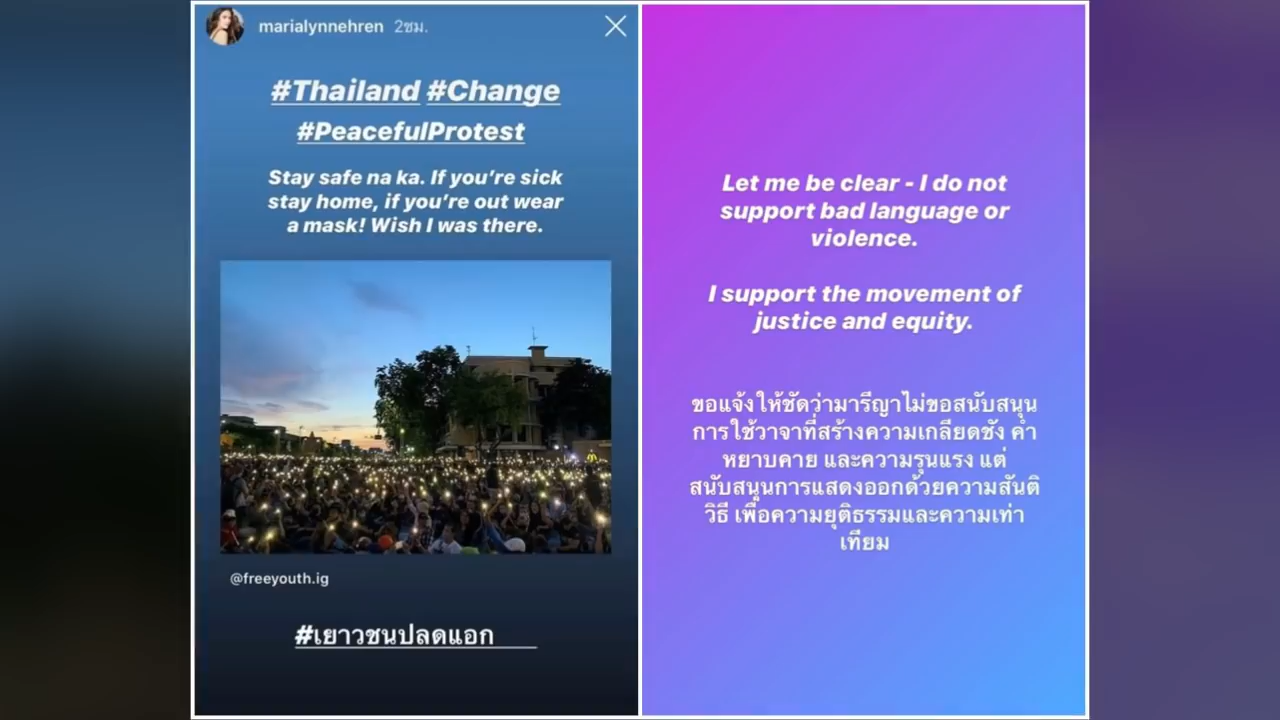 marialynnehren 2ชม.
#Thailand #Change
#PeacefulProtest
Stay safe na ka. If you're sick
stay home, if you're out wear
a mask! Wish I was there.
@freeyouth.ig
#เยาวชนปลดแอก
Let me be clear - I do not
support bad language or
violence.
I support the movement of
justice and equity.
ขอแจ้งให้ชัดว่ามารีญาไม่ขอสนับสนุน
การใช้วาจาที่สร้างความเกลียดชัง คำ
หยาบคาย และความรุนแรง แต่
สนับสนุนการแสดงออกด้วยความสันติ
วิธี เพื่อความยุติธรรมและความเท่า
เทียม